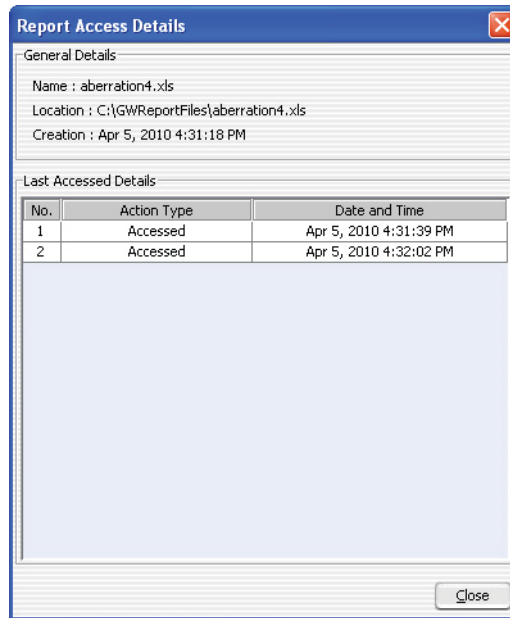 Report Access Details
General Details
Name : aberration4.xls
Location : C:\GWReportFiles\aberration4.xls
Creation : Apr 5, 2010 4:31:18 PM
Last Accessed Details
No. Action Type Date and Time
1 Accessed Apr 5, 2010 4:31:39 PM
2 Accessed Apr 5, 2010 4:32:02 PM
Close